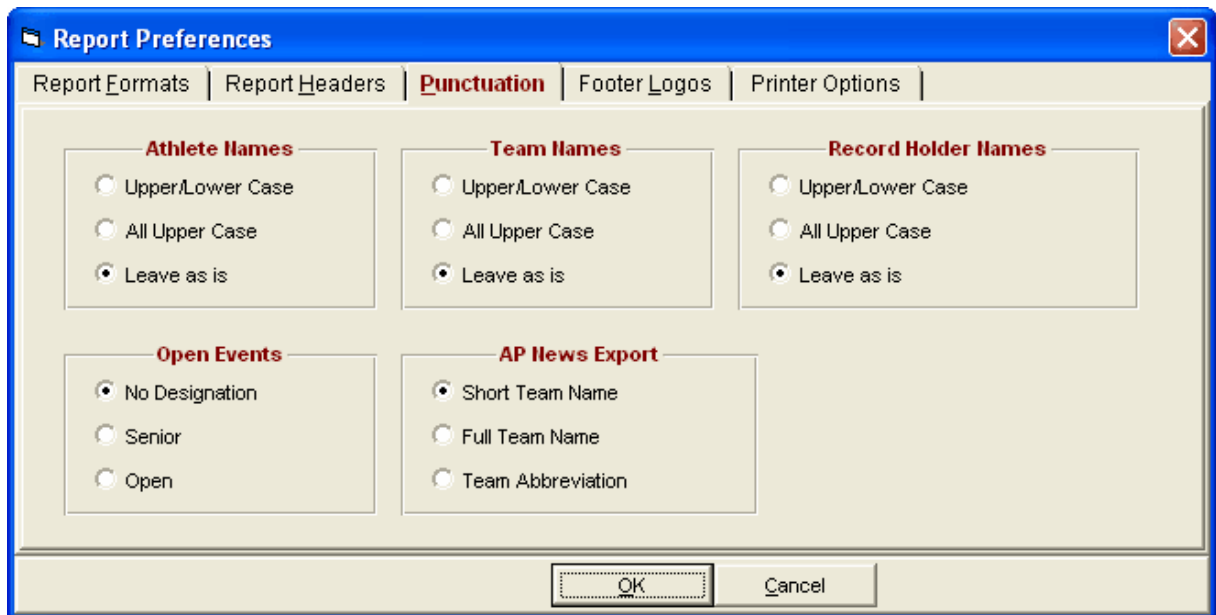 Report Preferences
Report Formats Report Headers Punctuation Footer Logos Printer Options
Athlete Names Team Names Record Holder Names
Upper/Lower Case Upper/Lower Case Upper/Lower Case
All Upper Case All Upper Case All Upper Case
Leave as is Leave as is Leave as is
Open Events AP News Export
No Designation Short Team Name
Senior Full Team Name
Open Team Abbreviation
OK Cancel